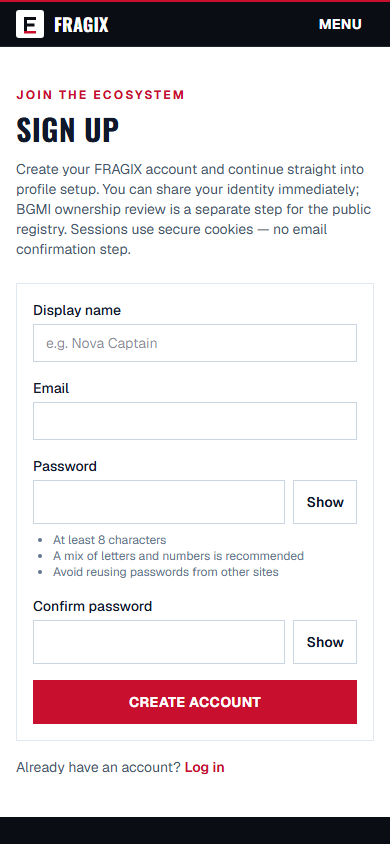 E FRAGIX MENU
JOIN THE ECOSYSTEM
SIGN UP
Create your FRAGIX account and continue straight into
profile setup. You can share your identity immediately;
BGMI ownership review is a separate step for the public
registry. Sessions use secure cookies — no email
confirmation step.
Display name
e.g. Nova Captain
Email
Password
Show
• At least 8 characters
• A mix of letters and numbers is recommended
• Avoid reusing passwords from other sites
Confirm password
Show
CREATE ACCOUNT
Already have an account? Log in